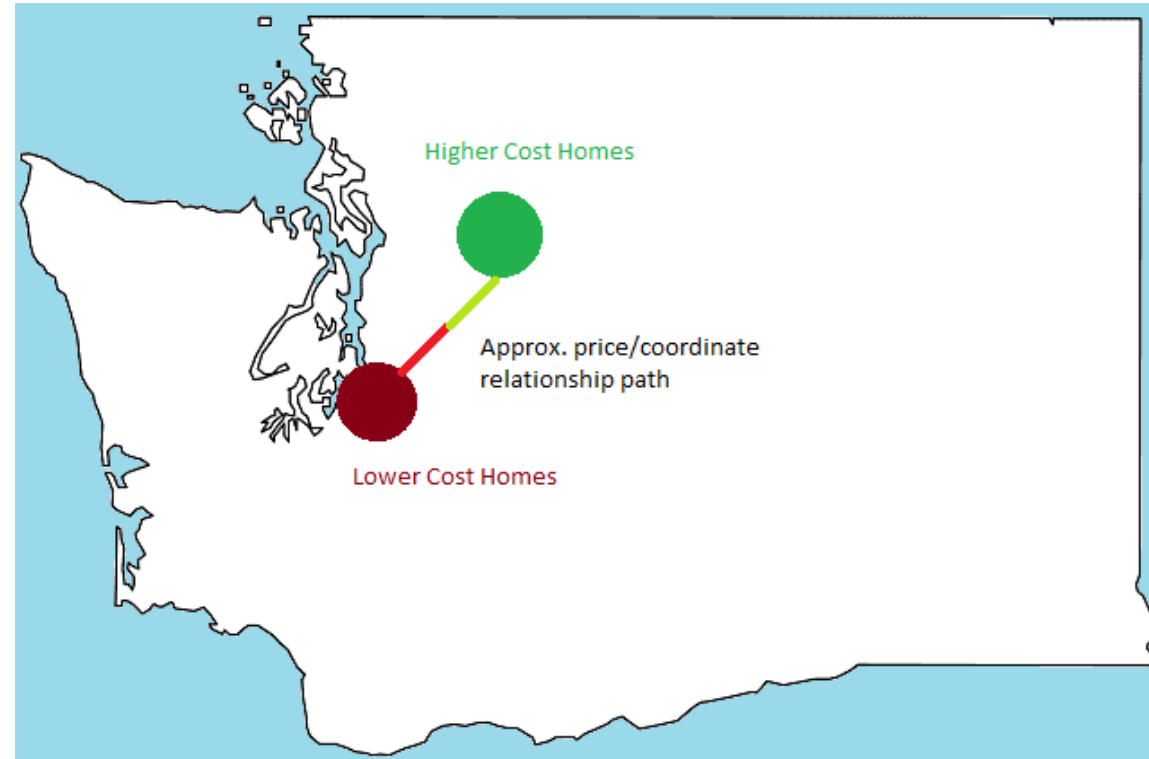 Higher Cost Homes
Approx. price/coordinate
relationship path
Lower Cost Homes